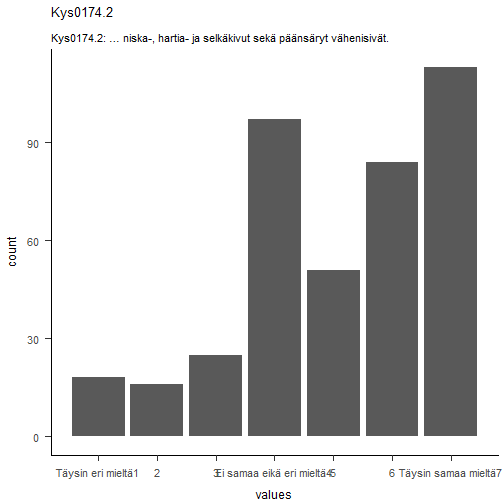 Kys0174.2
Kys0174.2: … niska-, hartia- ja selkäkivut sekä päänsäryt vähenisivät.
count
90
60
30
0
Täysin eri mieltä1 2 3 Ei samaa eikä eri mieltä4 5 6 Täysin samaa mieltä7
values